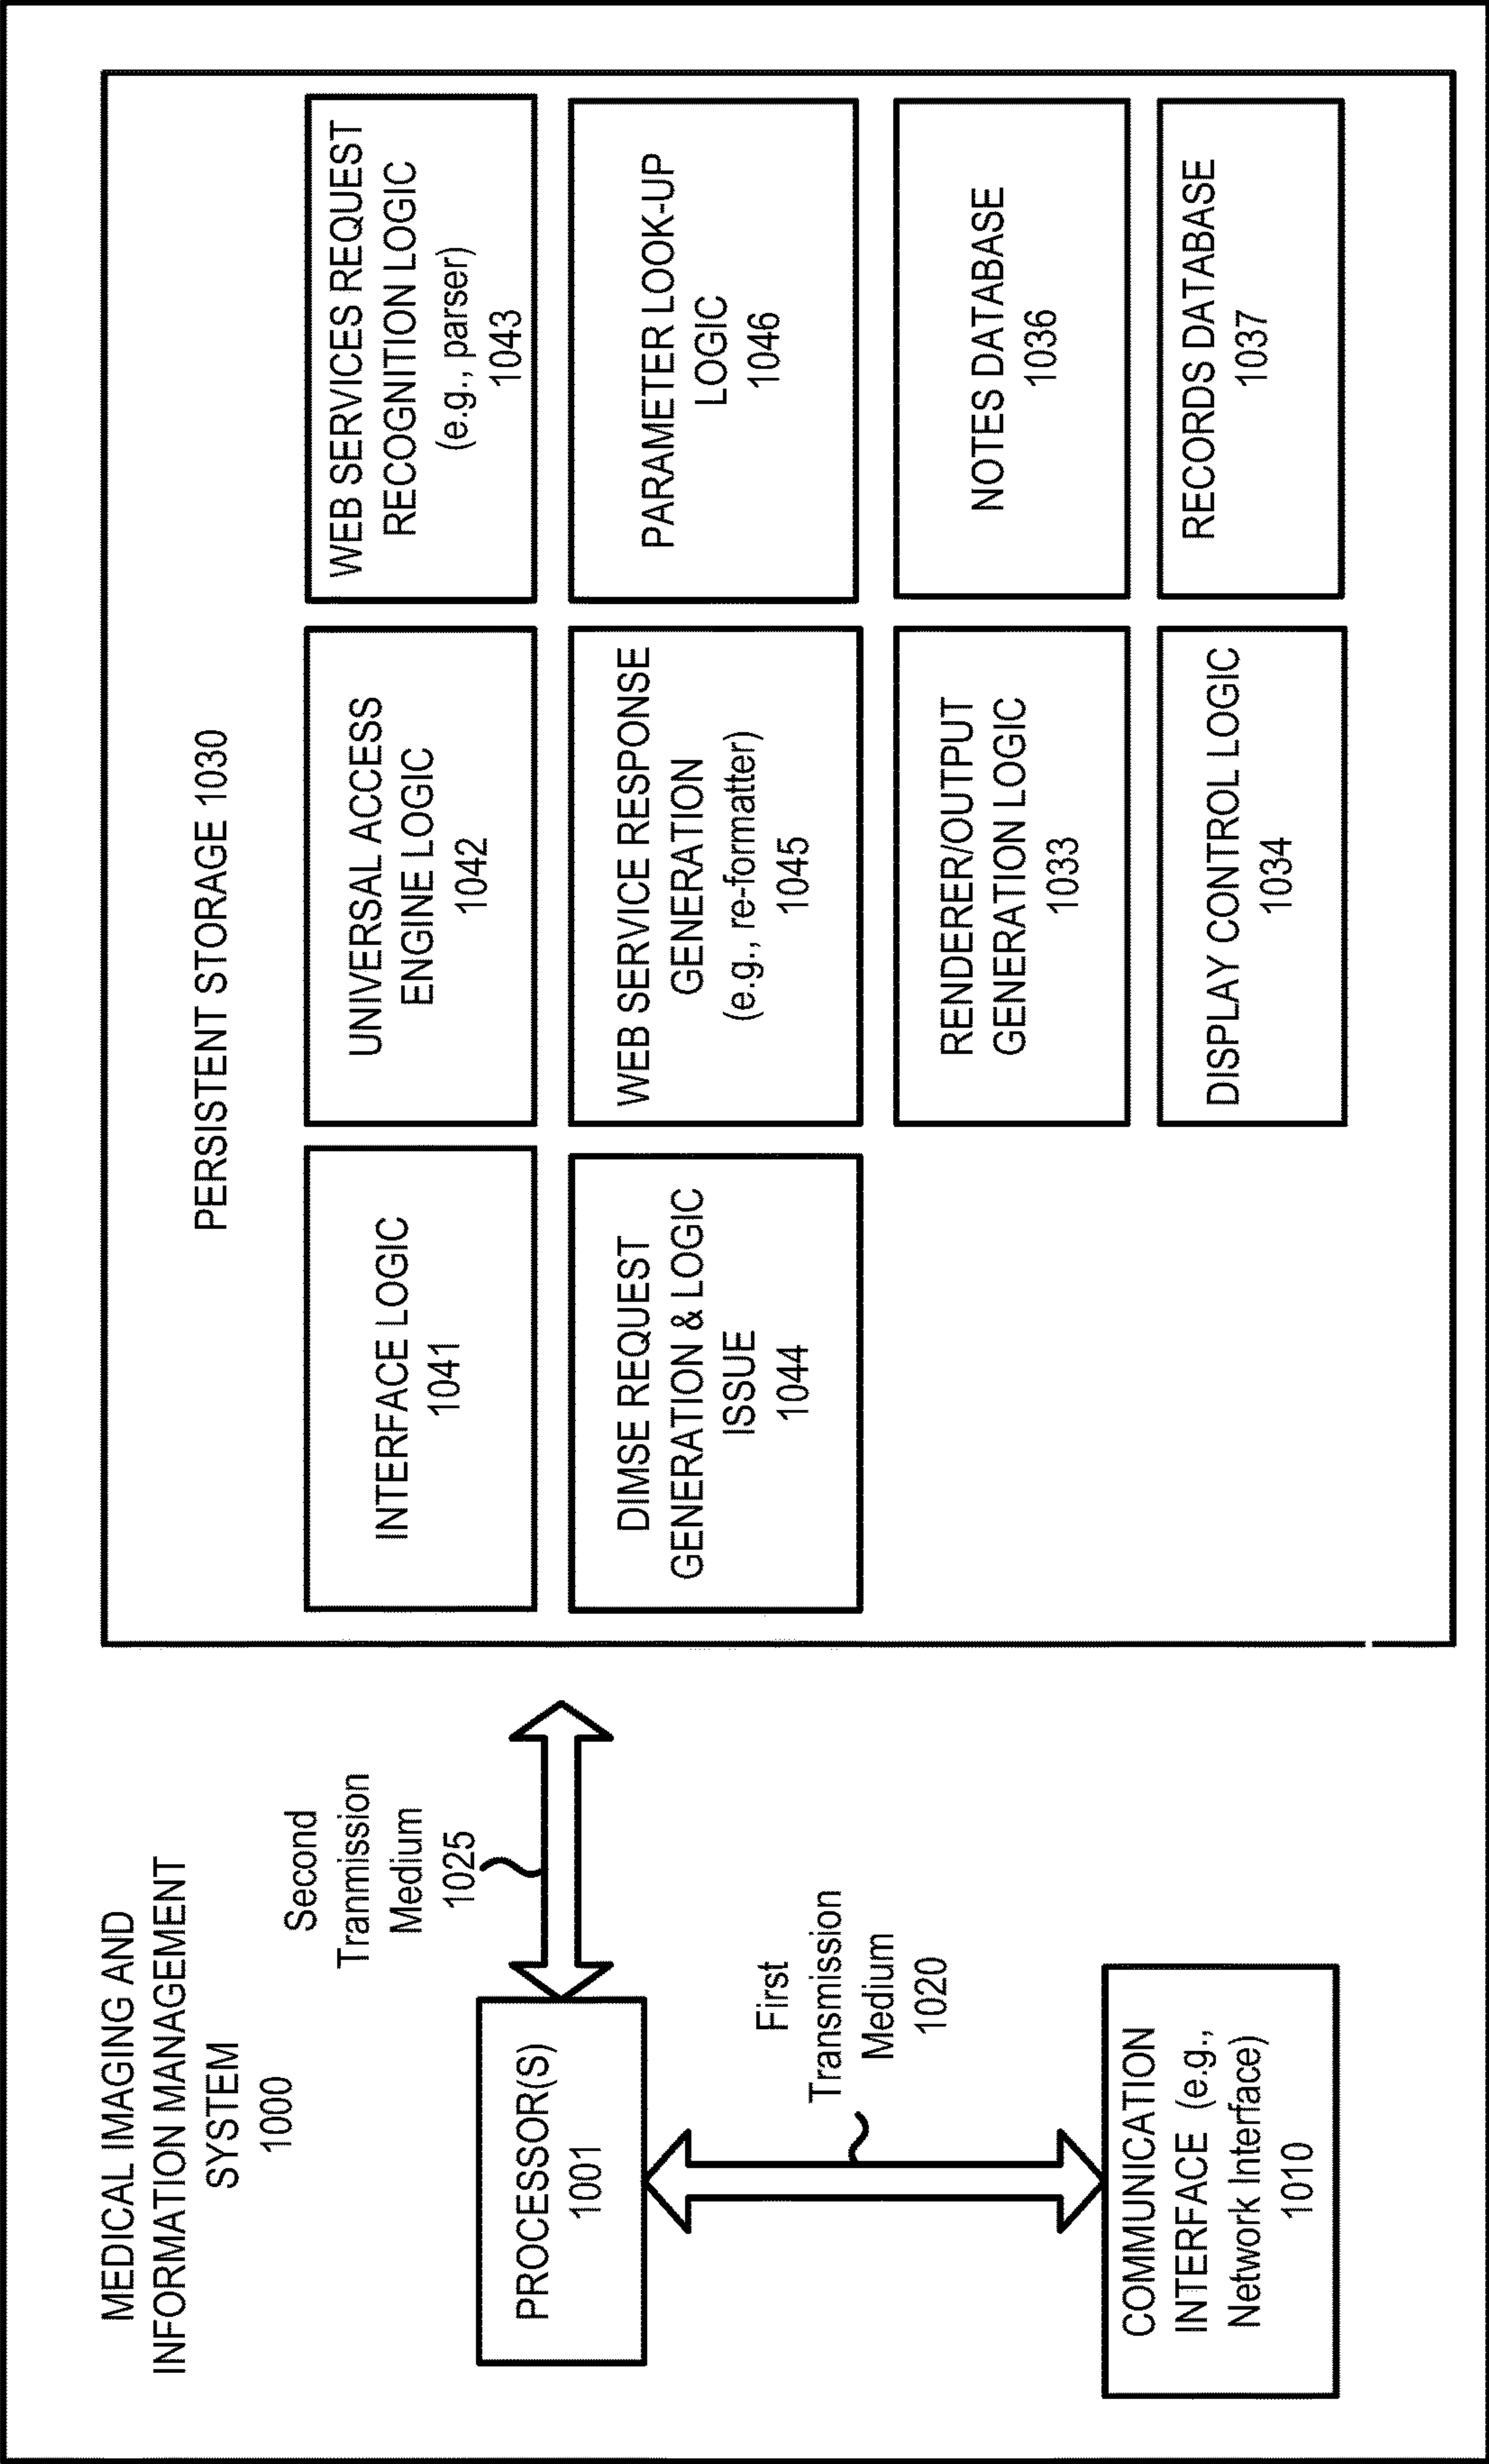 MEDICAL IMAGING AND
INFORMATION MANAGEMENT
SYSTEM
1000
PROCESSOR(S)
1001
Second
Tranmission
Medium
1025
First
Transmission
Medium
1020
COMMUNICATION
INTERFACE (e.g.,
Network Interface)
1010
PERSISTENT STORAGE 1030
INTERFACE LOGIC
1041
UNIVERSAL ACCESS
ENGINE LOGIC
1042
WEB SERVICES REQUEST
RECOGNITION LOGIC
(e.g., parser)
1043
DIMSE REQUEST
GENERATION & LOGIC
ISSUE
1044
WEB SERVICE RESPONSE
GENERATION
(e.g., re-formatter)
1045
PARAMETER LOOK-UP
LOGIC
1046
RENDERER/OUTPUT
GENERATION LOGIC
1033
NOTES DATABASE
1036
DISPLAY CONTROL LOGIC
1034
RECORDS DATABASE
1037